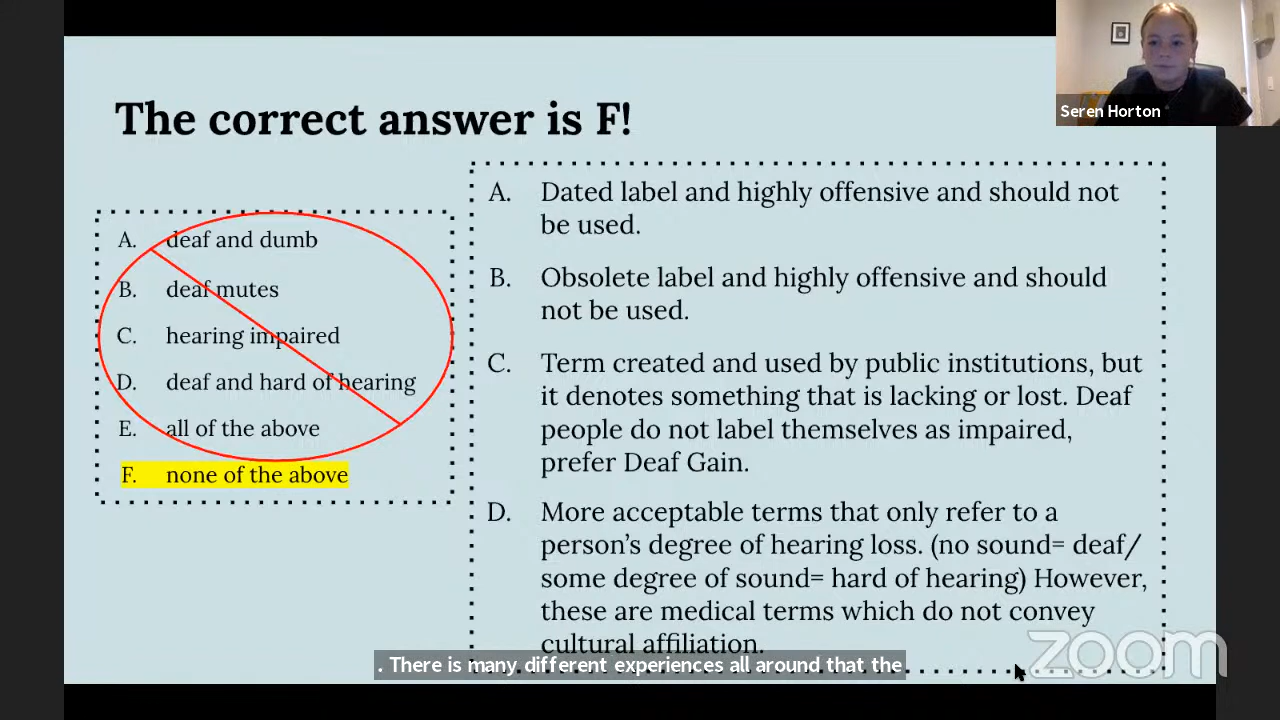 The correct answer is F!
A. deaf and dumb
B. deaf mutes
C. hearing impaired
D. deaf and hard of hearing
E. all of the above
F. none of the above
A. Dated label and highly offensive and should not
be used.
B. Obsolete label and highly offensive and should
not be used.
C. Term created and used by public institutions, but
it denotes something that is lacking or lost. Deaf
people do not label themselves as impaired,
prefer Deaf Gain.
D. More acceptable terms that only refer to a
person's degree of hearing loss. (no sound= deaf/
some degree of sound= hard of hearing) However,
these are medical terms which do not convey
cultural affiliation.
. There is many different experiences all around that the
Seren Horton
zoom